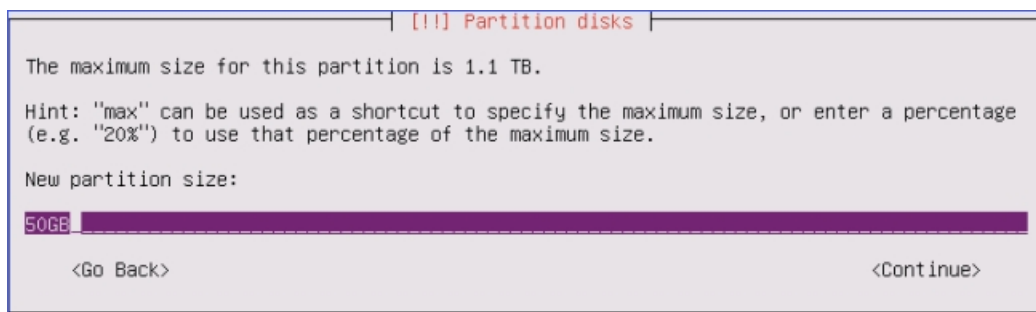 [!!] Partition disks
The maximum size for this partition is 1.1 TB.
Hint: "max" can be used as a shortcut to specify the maximum size, or enter a percentage
(e.g. "20%") to use that percentage of the maximum size.
New partition size:
50GB
<Go Back> <Continue>